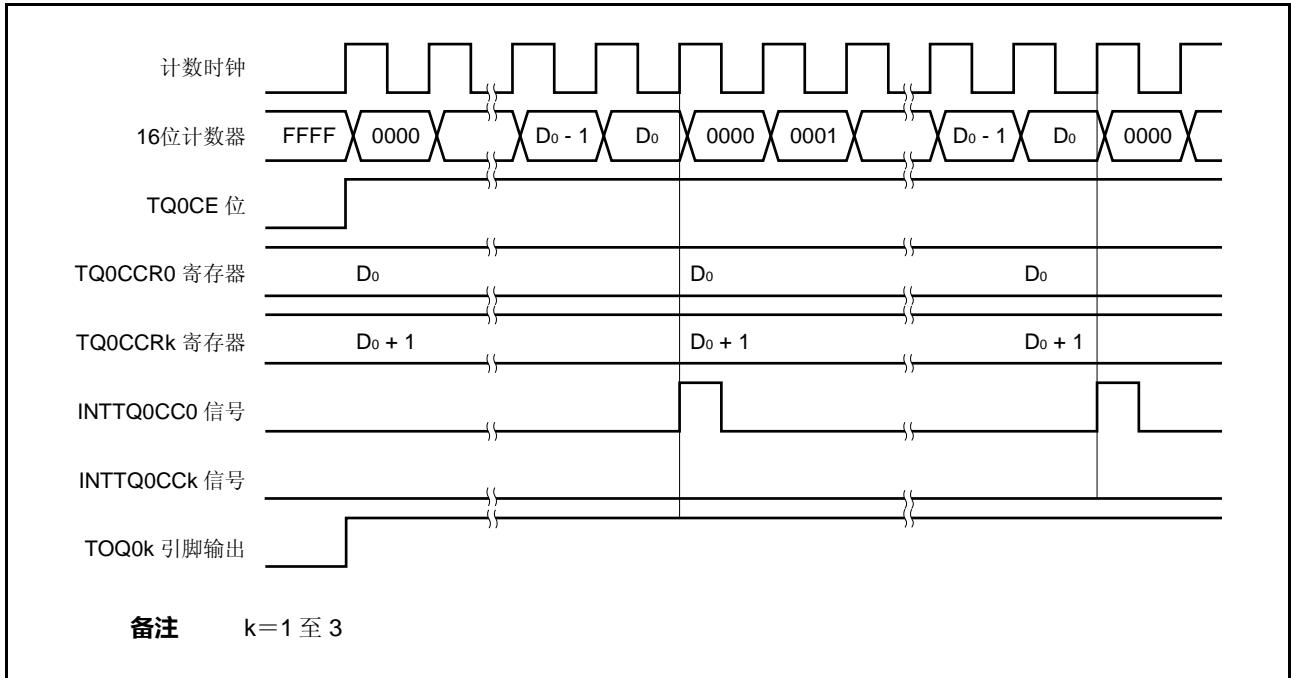 计数时钟
16位计数器 FFFF 0000 D0 - 1 D0 0000 0001 D0 - 1 D0 0000
TQ0CE 位
TQ0CCR0 寄存器 D0 D0 D0
TQ0CCRk 寄存器 D0 + 1 D0 + 1 D0 + 1
INTTQ0CC0 信号
INTTQ0CCk 信号
TOQ0k 引脚输出
备注 k＝1 至 3